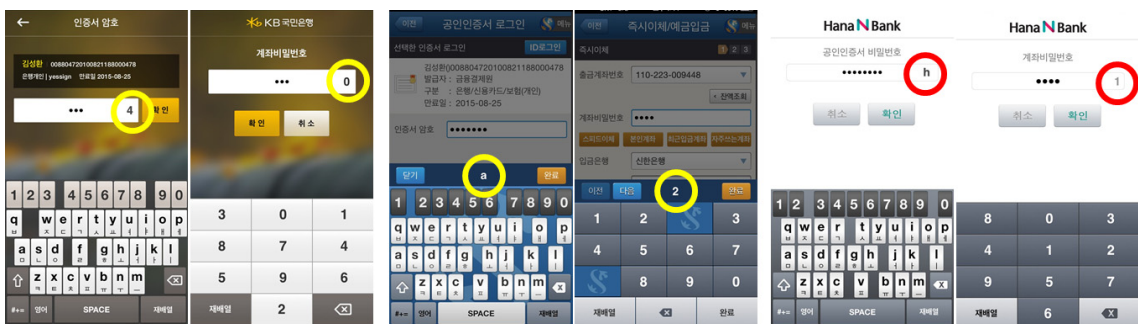 인증서 암호
김성환 00880472010082118800478
은행개인 | yessign 만료일 2015-08-25
••• 4 확인
1 2 3 4 5 6 7 8 9 0
q w e r t y u i o p
ㅂ ㅈ ㄷ ㄱ ㅅ ㅛ ㅕ ㅑ ㅐ ㅔ
a s d f g h j k l
ㅁ ㄴ ㅇ ㄹ ㅎ ㅗ ㅓ ㅏ ㅣ
z x c v b n m
ㅋ ㅌ ㅊ ㅍ ㅠ ㅜ ㅡ
#+= 영어 SPACE 재배열
KB 국민은행
계좌비밀번호
••• 0
확인 취소
3 0 1
8 7 4
5 9 6
재배열 2
이전 공인인증서 로그인 메뉴
선택한 인증서 로그인 ID로그인
김성환()00880472010082118800478
발급자 : 금융결제원
구분 : 은행/신용카드/보험(개인)
만료일 : 2015-08-25
인증서 암호 •••••••
닫기 a 완료
1 2 3 4 5 6 7 8 9 0
q w e r t y u i o p
ㅂ ㅈ ㄷ ㄱ ㅅ ㅛ ㅕ ㅑ ㅐ ㅔ
a s d f g h j k l
ㅁ ㄴ ㅇ ㄹ ㅎ ㅗ ㅓ ㅏ ㅣ
z x c v b n m
ㅋ ㅌ ㅊ ㅍ ㅠ ㅜ ㅡ
#+= 영어 SPACE 재배열
이전 즉시이체/예금입금 메뉴
즉시이체 1 2 3
출금계좌번호 110-223-009448
잔액조회
계좌비밀번호 ••••
스피드이체 본인계좌 최근입금계좌 자주쓰는계좌
입금은행 신한은행
이전 다음 2 완료
1 2 3
4 5 6 7
8 9 0
재배열 완료
Hana N Bank
공인인증서 비밀번호
•••••••• h
취소 확인
1 2 3 4 5 6 7 8 9 0
q w e r t y u i o p
ㅂ ㅈ ㄷ ㄱ ㅅ ㅛ ㅕ ㅑ ㅐ ㅔ
a s d f g h j k l
ㅁ ㄴ ㅇ ㄹ ㅎ ㅗ ㅓ ㅏ ㅣ
z x c v b n m
ㅋ ㅌ ㅊ ㅍ ㅠ ㅜ ㅡ
#+= 영어 SPACE 재배열
Hana N Bank
계좌비밀번호
•••• 1
취소 확인
8 0 3
4 1 2
9 5 7
재배열 6